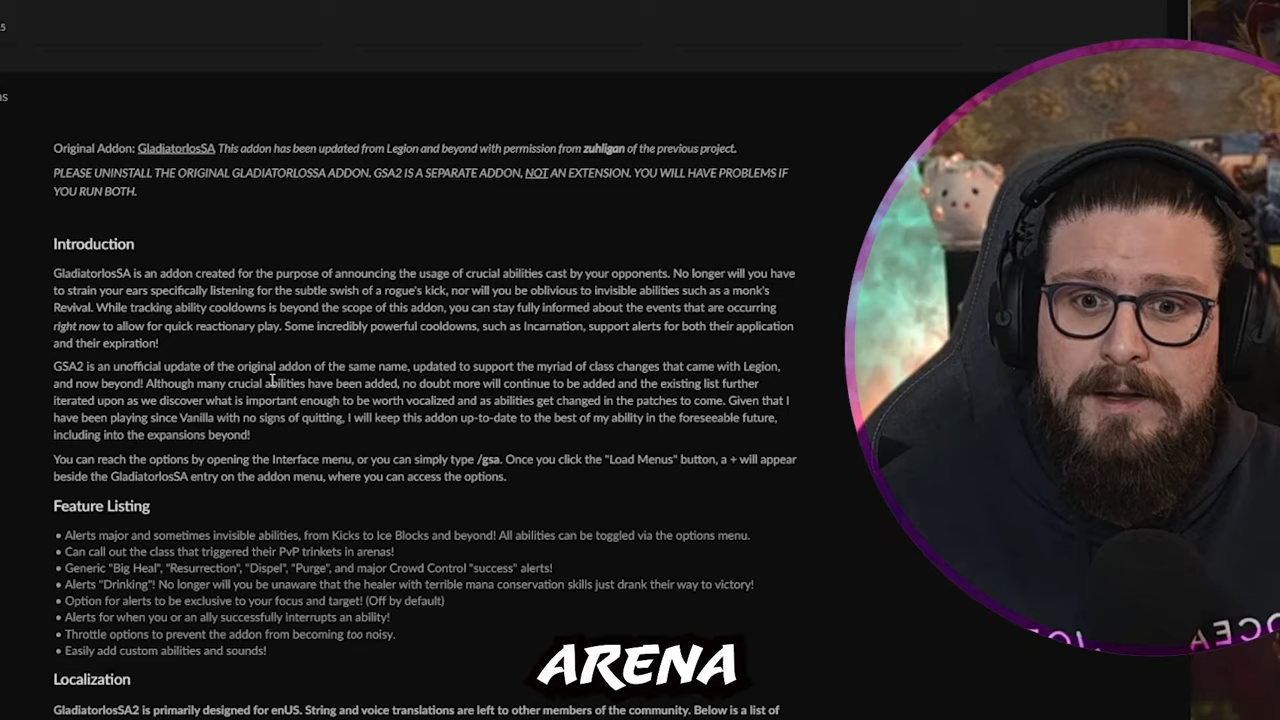 .5
ns
Original Addon: GladiatorlosSA This addon has been updated from Legion and beyond with permission from zuhligan of the previous project.
PLEASE UNINSTALL THE ORIGINAL GLADIATORLOSSA ADDON. GSA2 IS A SEPARATE ADDON, NOT AN EXTENSION. YOU WILL HAVE PROBLEMS IF
YOU RUN BOTH.
Introduction
GladiatorlosSA is an addon created for the purpose of announcing the usage of crucial abilities cast by your opponents. No longer will you have
to strain your ears specifically listening for the subtle swish of a rogue's kick, nor will you be oblivious to invisible abilities such as a monk's
Revival. While tracking ability cooldowns is beyond the scope of this addon, you can stay fully informed about the events that are occurring
right now to allow for quick reactionary play. Some incredibly powerful cooldowns, such as Incarnation, support alerts for both their application
and their expiration!
GSA2 is an unofficial update of the original addon of the same name, updated to support the myriad of class changes that came with Legion,
and now beyond! Although many crucial abilities have been added, no doubt more will continue to be added and the existing list further
iterated upon as we discover what is important enough to be worth vocalized and as abilities get changed in the patches to come. Given that I
have been playing since Vanilla with no signs of quitting, I will keep this addon up-to-date to the best of my ability in the foreseeable future,
including into the expansions beyond!
You can reach the options by opening the Interface menu, or you can simply type /gsa. Once you click the "Load Menus" button, a + will appear
beside the GladiatorlosSA entry on the addon menu, where you can access the options.
Feature Listing
• Alerts major and sometimes invisible abilities, from Kicks to Ice Blocks and beyond! All abilities can be toggled via the options menu.
• Can call out the class that triggered their PvP trinkets in arenas!
• Generic "Big Heal", "Resurrection", "Dispel", "Purge", and major Crowd Control "success" alerts!
• Alerts "Drinking"! No longer will you be unaware that the healer with terrible mana conservation skills just drank their way to victory!
• Option for alerts to be exclusive to your focus and target! (Off by default)
• Alerts for when you or an ally successfully interrupts an ability!
• Throttle options to prevent the addon from becoming too noisy.
• Easily add custom abilities and sounds!
ARENA
Localization
GladiatorlosSA2 is primarily designed for enUS. String and voice translations are left to other members of the community. Below is a list of